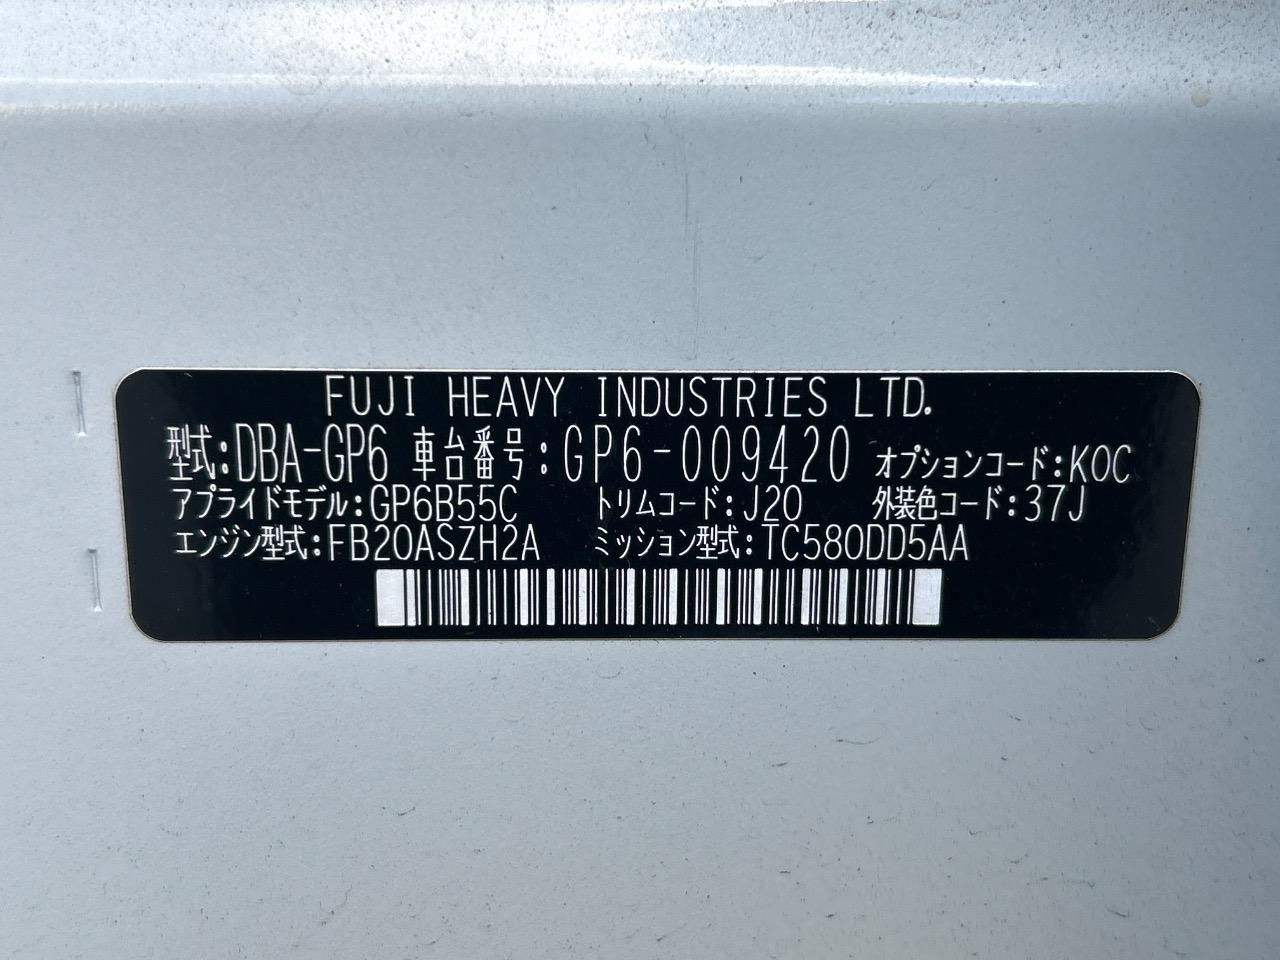 FUJI HEAVY INDUSTRIES LTD.
型式:DBA-GP6 車台番号:GP6-009420 オプションコード:K0C
アプライドモデル:GP6B55C トリムコード:J20 外装色コード:37J
エンジン型式:FB20ASZH2A ミッション型式:TC580DD5AA